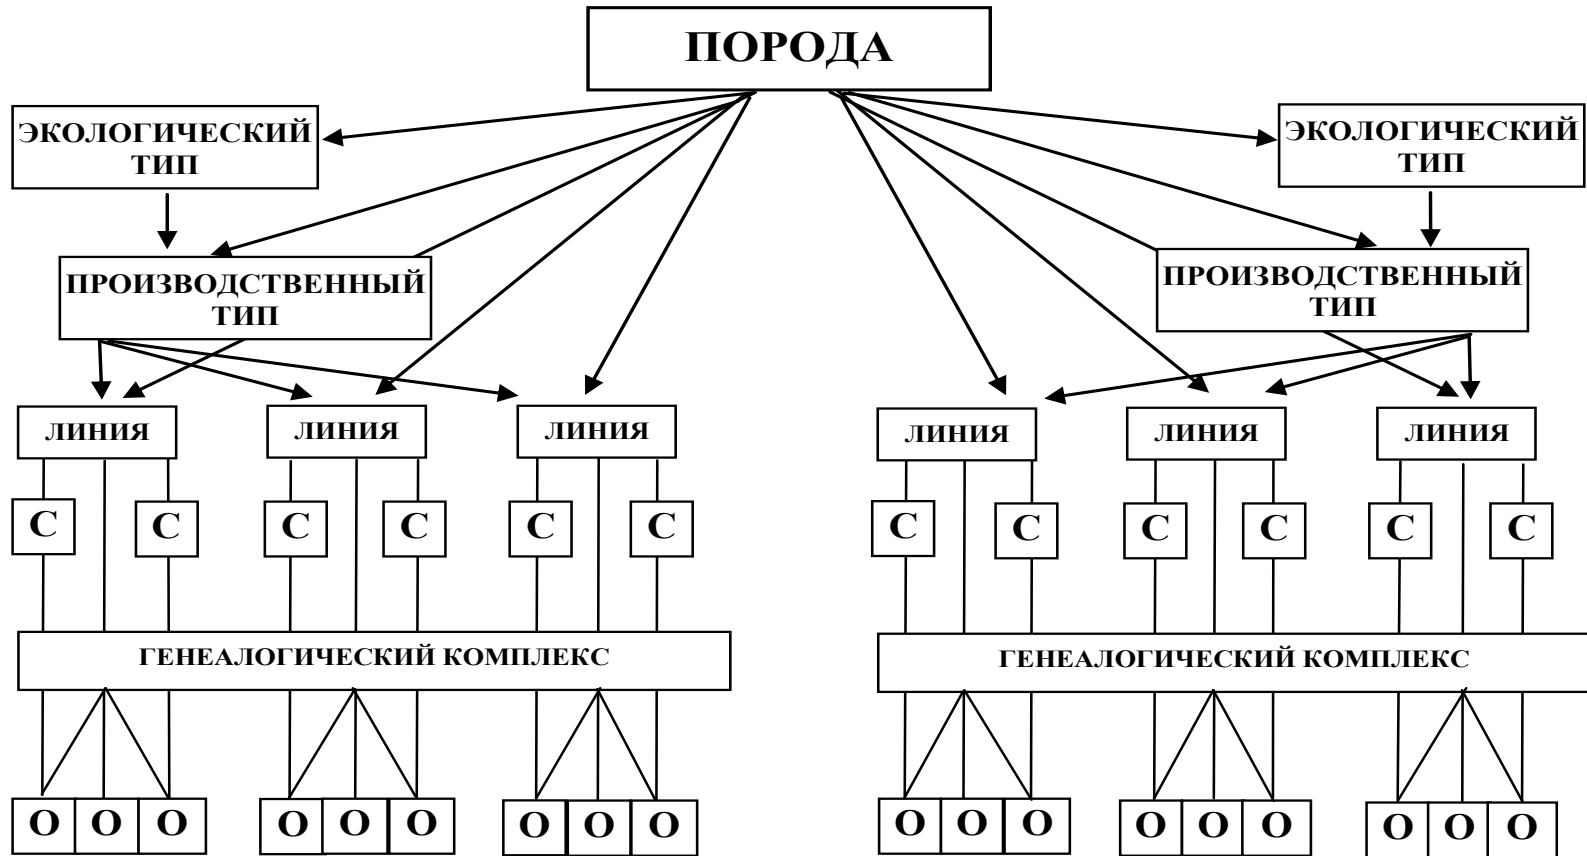 ПОРОДА
ЭКОЛОГИЧЕСКИЙ
ТИП
ЭКОЛОГИЧЕСКИЙ
ТИП
ПРОИЗВОДСТВЕННЫЙ
ТИП
ПРОИЗВОДСТВЕННЫЙ
ТИП
ЛИНИЯ ЛИНИЯ ЛИНИЯ ЛИНИЯ ЛИНИЯ ЛИНИЯ
С С С С С С С С С С С С
ГЕНЕАЛОГИЧЕСКИЙ КОМПЛЕКС ГЕНЕАЛОГИЧЕСКИЙ КОМПЛЕКС
О О О О О О О О О О О О О О О О О О